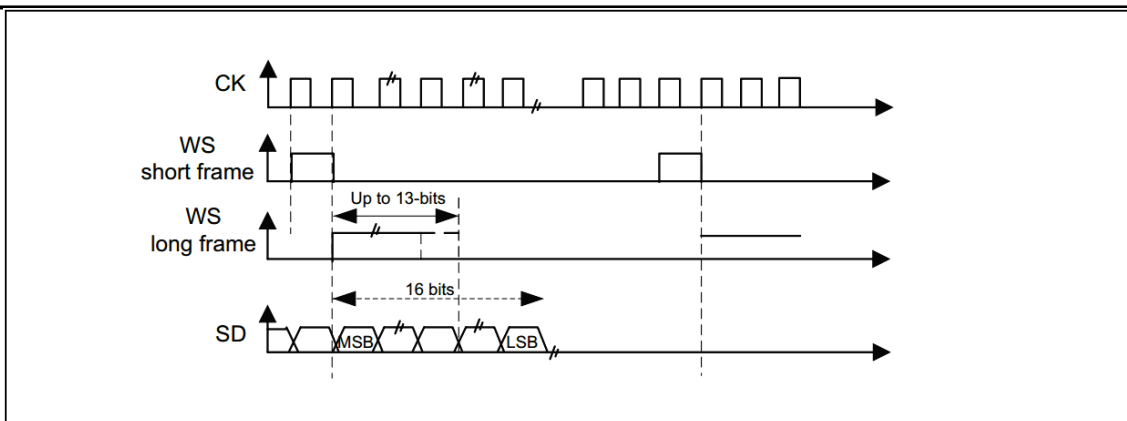 CK
WS
short frame
Up to 13-bits
WS
long frame
16 bits
SD
MSB
LSB